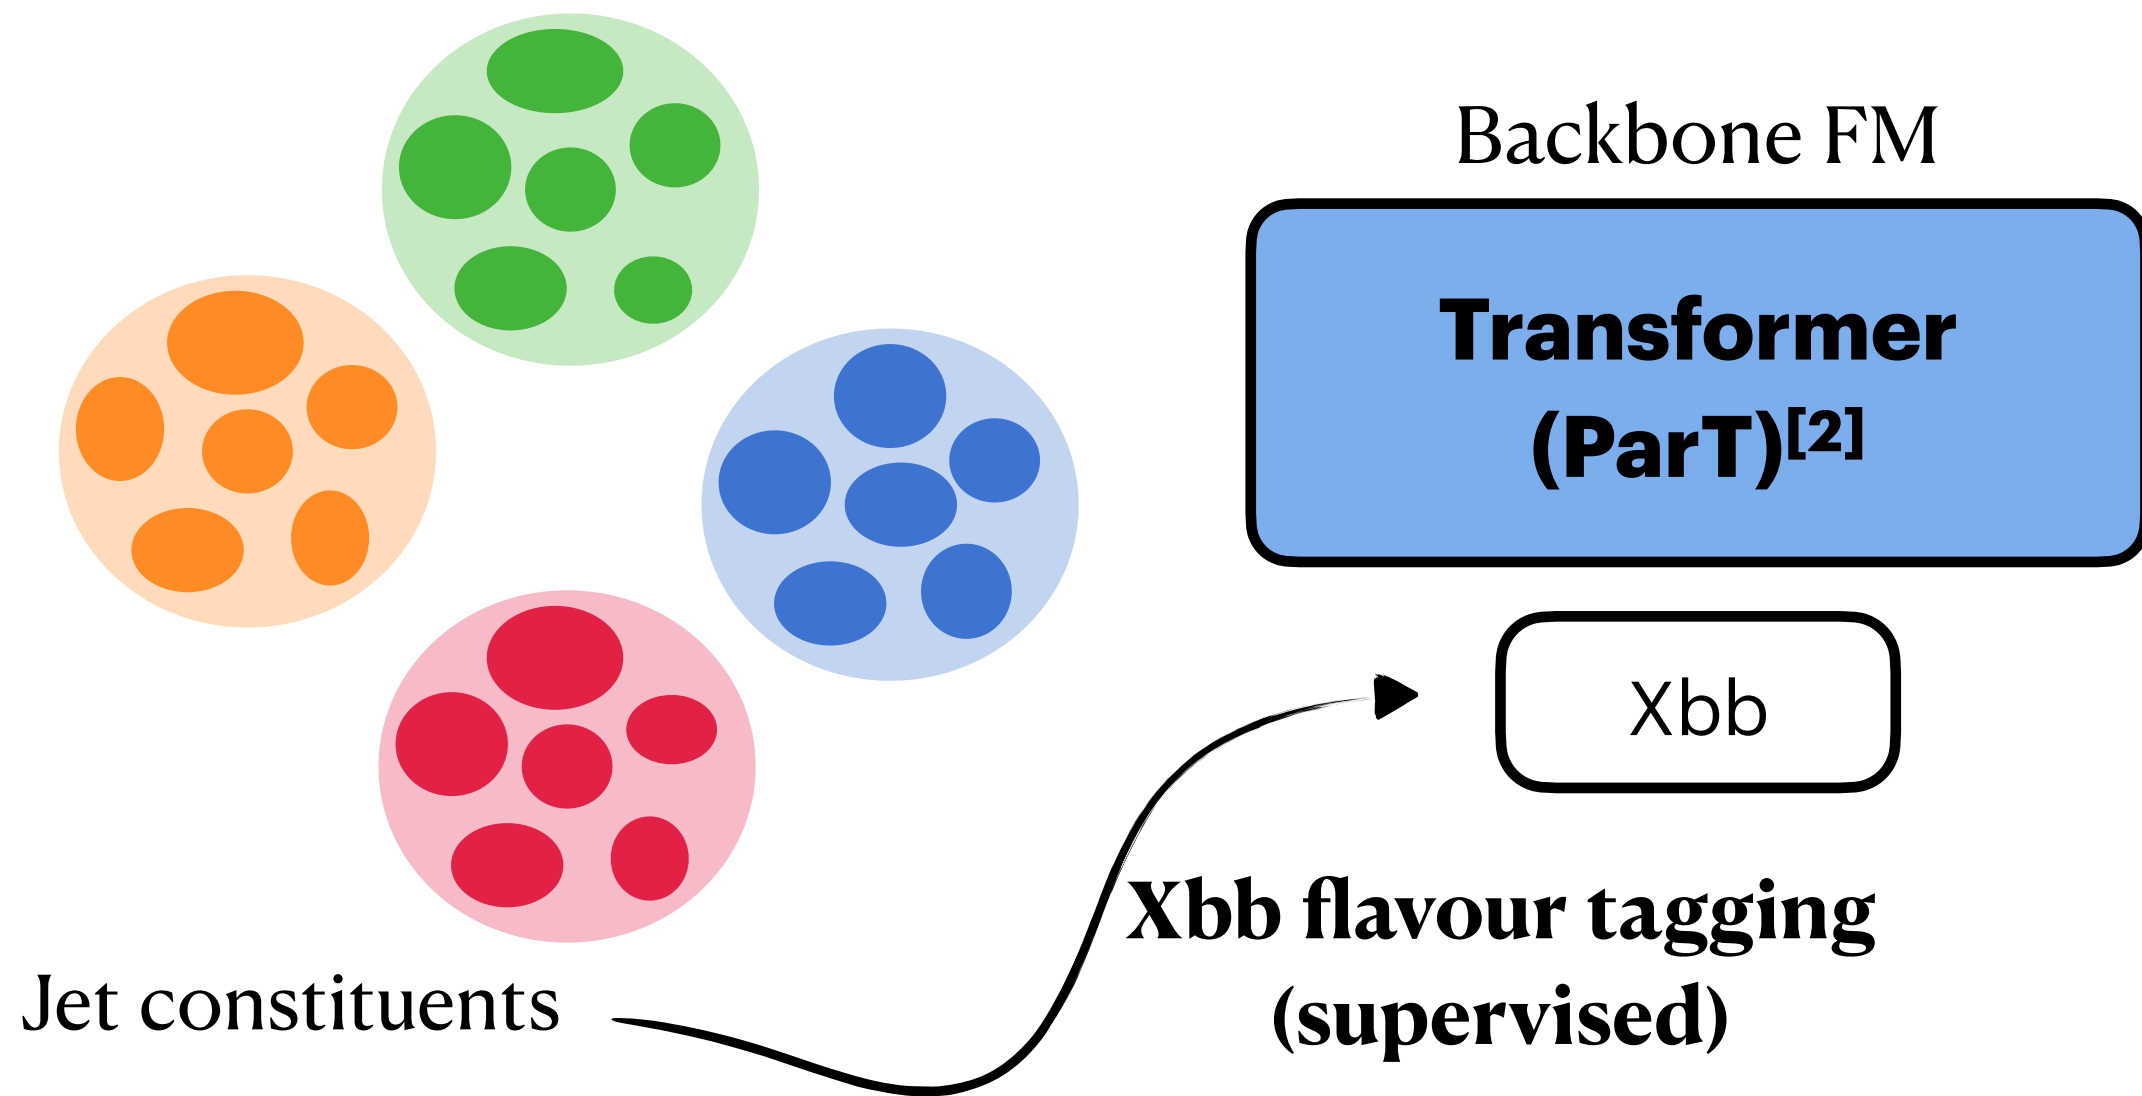 Backbone FM
Transformer
(ParT)[2]
Xbb
Xbb flavour tagging
(supervised)
Jet constituents